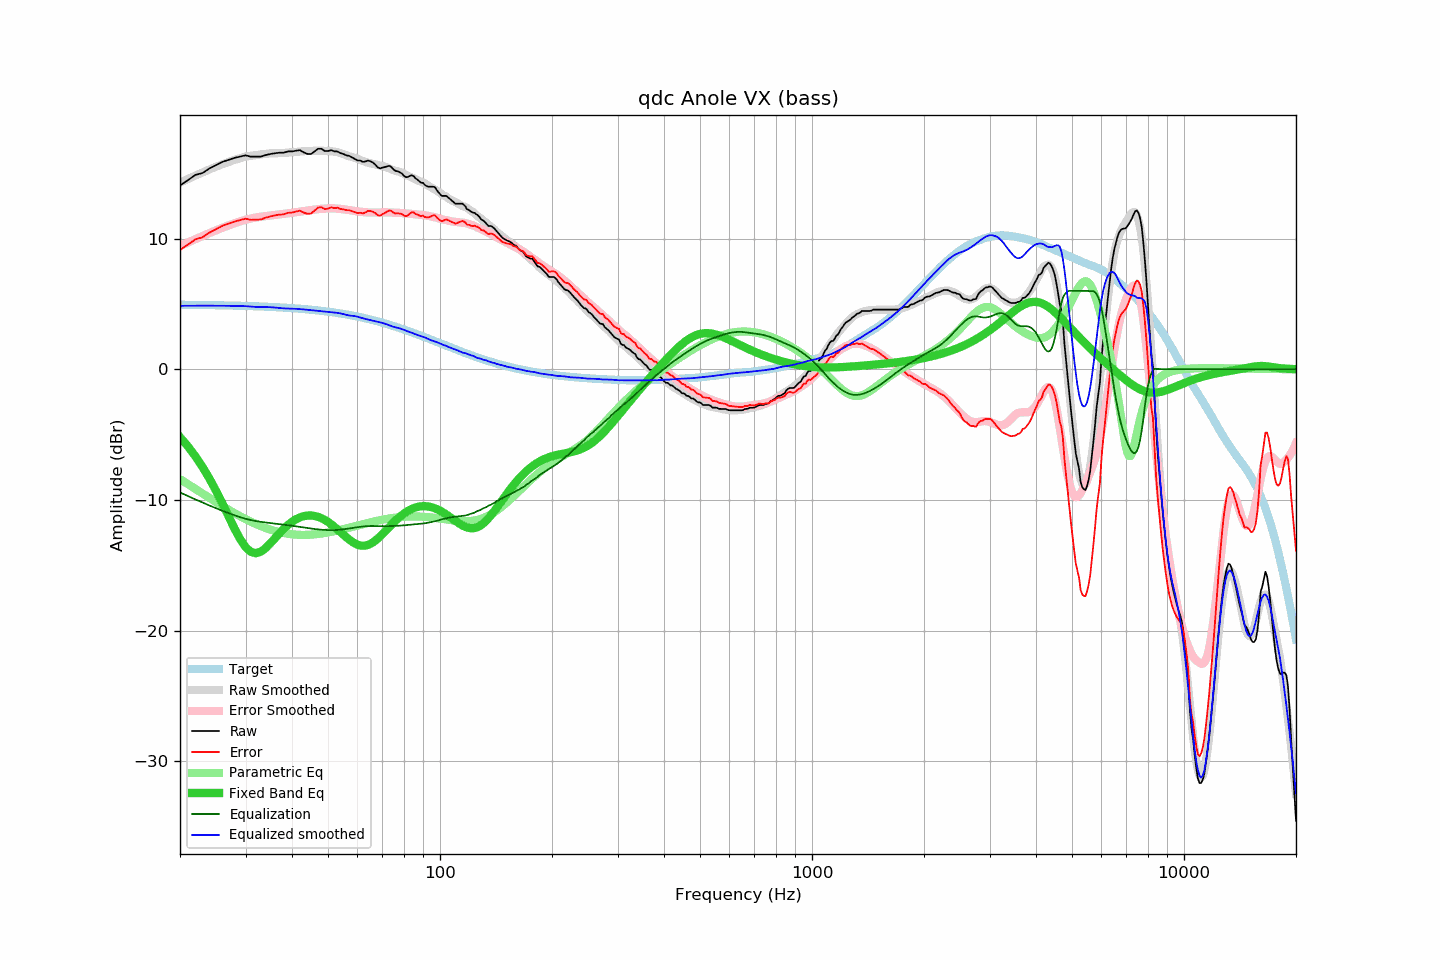 qdc Anole VX (bass)
Amplitude (dBr)
10
0
−10
−20
−30
Target
Raw Smoothed
Error Smoothed
Raw
Error
Parametric Eq
Fixed Band Eq
Equalization
Equalized smoothed
100
1000
10000
Frequency (Hz)